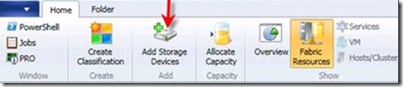 Home Folder
PowerShell
Jobs
PRO
Window
Create
Classification
Create
Add Storage
Devices
Add
Allocate
Capacity
Capacity
Overview
Fabric
Resources
Services
VM
Hosts/Cluster
Show